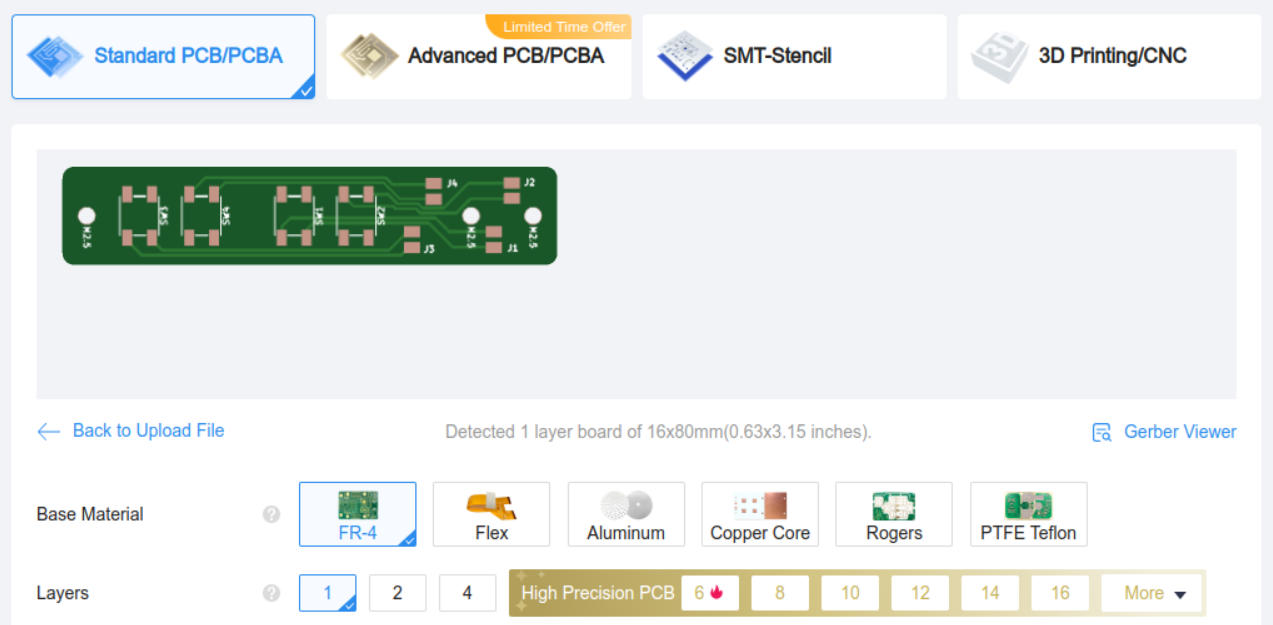 Limited Time Offer
Standard PCB/PCBA
Advanced PCB/PCBA
SMT-Stencil
3D Printing/CNC
J4
J2
SW3
SW4
SW1
SW2
M2.5
M2.5
M2.5
J3
J1
Back to Upload File
Detected 1 layer board of 16x80mm(0.63x3.15 inches).
Gerber Viewer
Base Material
?
FR-4
Flex
Aluminum
Copper Core
Rogers
PTFE Teflon
Layers
?
1
2
4
High Precision PCB
6
8
10
12
14
16
More